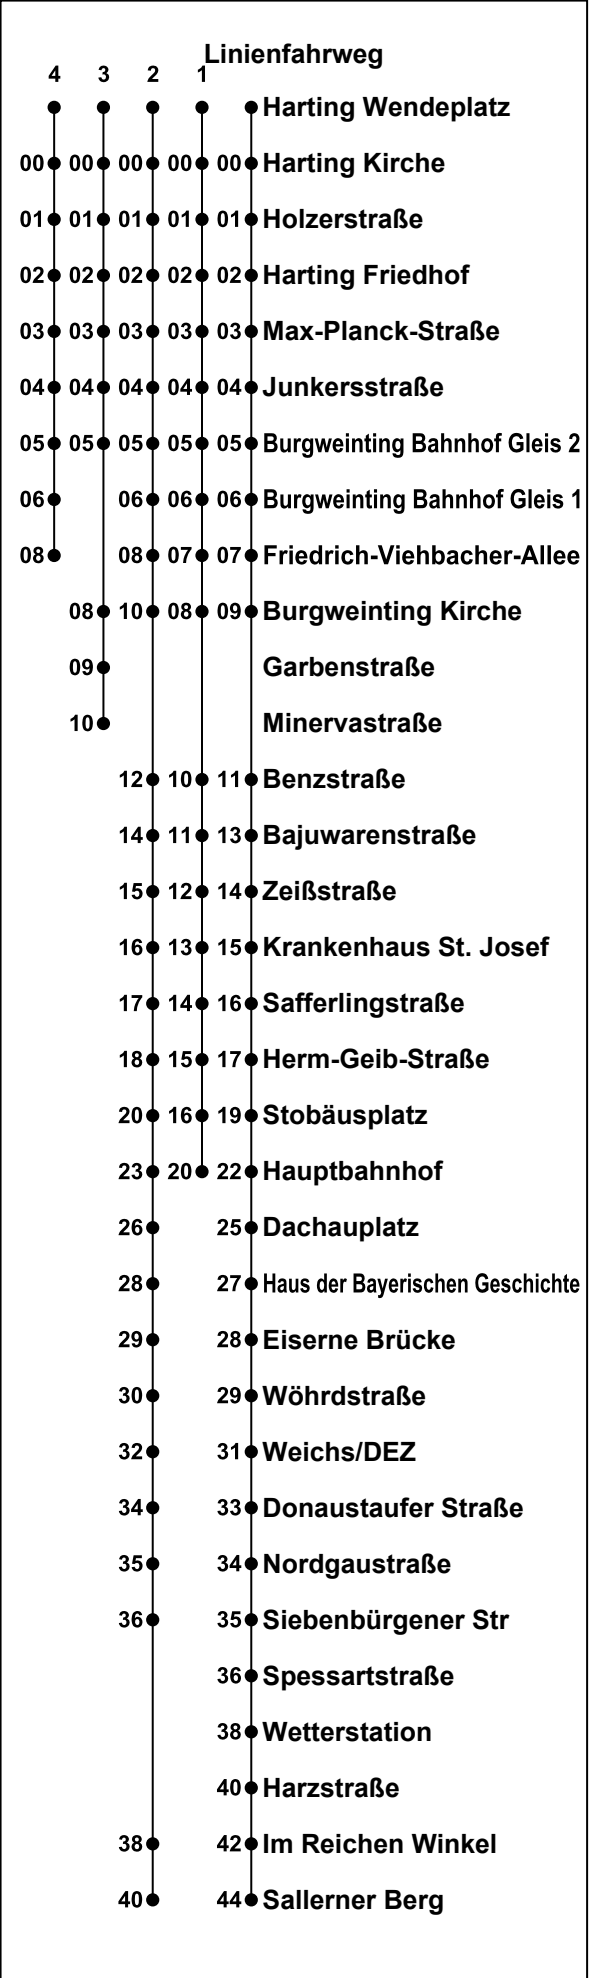 Linienfahrweg
4 3 2 1
Harting Wendeplatz
00 00 00 00 00 Harting Kirche
01 01 01 01 01 Holzerstraße
02 02 02 02 02 Harting Friedhof
03 03 03 03 03 Max-Planck-Straße
04 04 04 04 04 Junkersstraße
05 05 05 05 05 Burgweinting Bahnhof Gleis 2
06 06 06 06 Burgweinting Bahnhof Gleis 1
08 08 07 07 Friedrich-Viehbacher-Allee
08 10 08 09 Burgweinting Kirche
09 Garbenstraße
10 Minervastraße
12 10 11 Benzstraße
14 11 13 Bajuwarenstraße
15 12 14 Zeißstraße
16 13 15 Krankenhaus St. Josef
17 14 16 Safferlingstraße
18 15 17 Herm-Geib-Straße
20 16 19 Stobäusplatz
23 20 22 Hauptbahnhof
26 25 Dachauplatz
28 27 Haus der Bayerischen Geschichte
29 28 Eiserne Brücke
30 29 Wöhrdstraße
32 31 Weichs/DEZ
34 33 Donaustaufer Straße
35 34 Nordgaustraße
36 35 Siebenbürgener Str
36 Spessartstraße
38 Wetterstation
40 Harzstraße
38 42 Im Reichen Winkel
40 44 Sallerner Berg